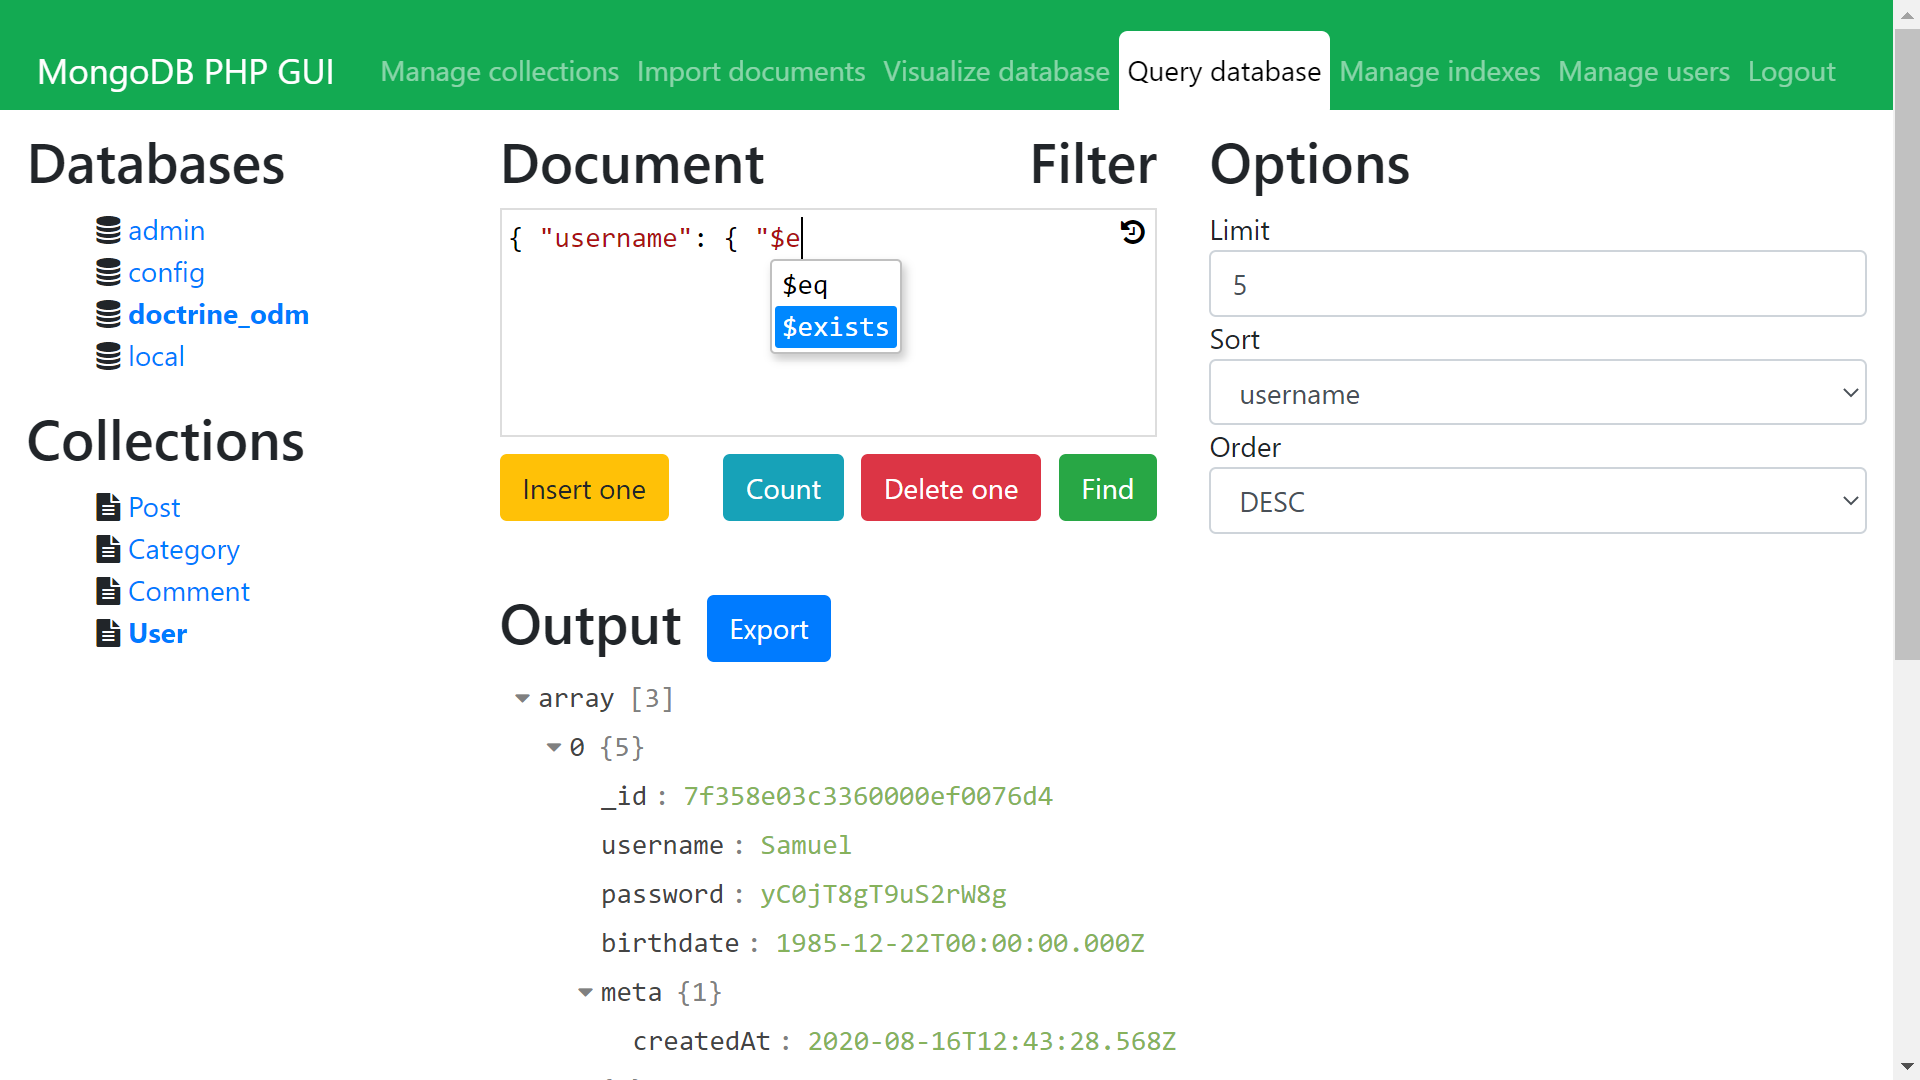 MongoDB PHP GUI Manage collections Import documents Visualize database Query database Manage indexes Manage users Logout
Databases
admin
config
doctrine_odm
local
Collections
Post
Category
Comment
User
Document Filter
{ "username": { "$e
$eq
$exists
Insert one Count Delete one Find
Options
Limit
5
Sort
username
Order
DESC
Output Export
array [3]
0 {5}
_id : 7f358e03c3360000ef0076d4
username : Samuel
password : yC0jT8gT9uS2rW8g
birthdate : 1985-12-22T00:00:00.000Z
meta {1}
createdAt : 2020-08-16T12:43:28.568Z